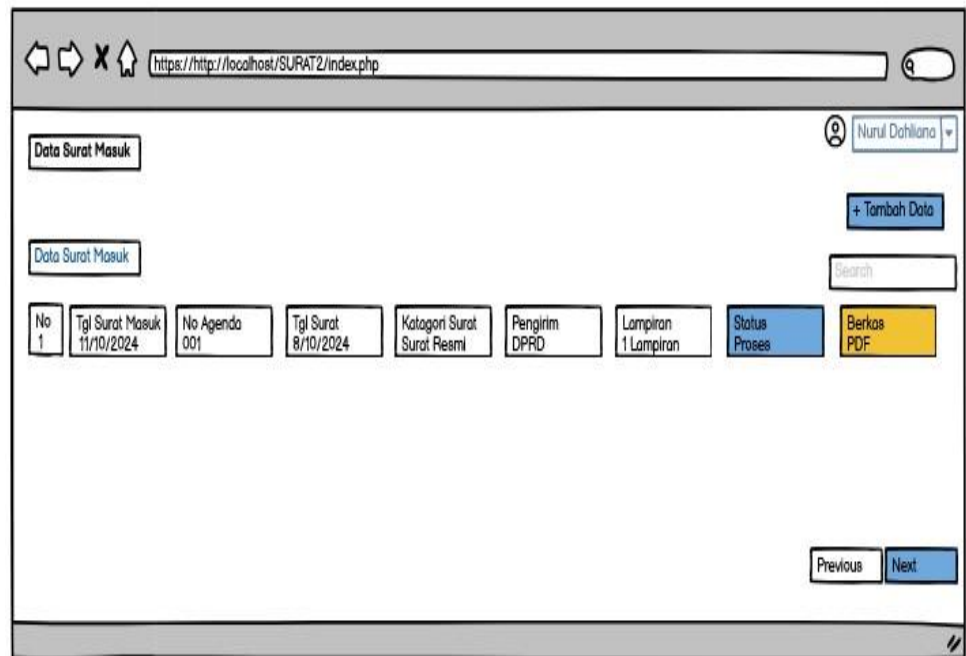 https://http://localhost/SURAT2/index.php
Nurul Dahliana
Data Surat Masuk
+ Tambah Data
Data Surat Masuk
Search
No
1
Tgl Surat Masuk
11/10/2024
No Agenda
001
Tgl Surat
8/10/2024
Katagori Surat
Surat Resmi
Pengirim
DPRD
Lampiran
1 Lampiran
Status
Proses
Berkas
PDF
Previous
Next